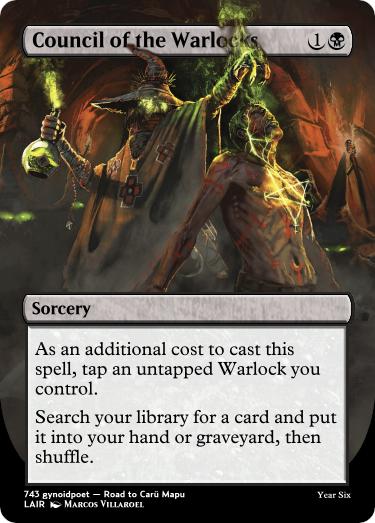 Council of the Warlocks 1
Sorcery
As an additional cost to cast this
spell, tap an untapped Warlock you
control.
Search your library for a card and put
it into your hand or graveyard, then
shuffle.
743 gynoidpoet — Road to Carü Mapu
Year Six
LAIR Marcos Villaroel